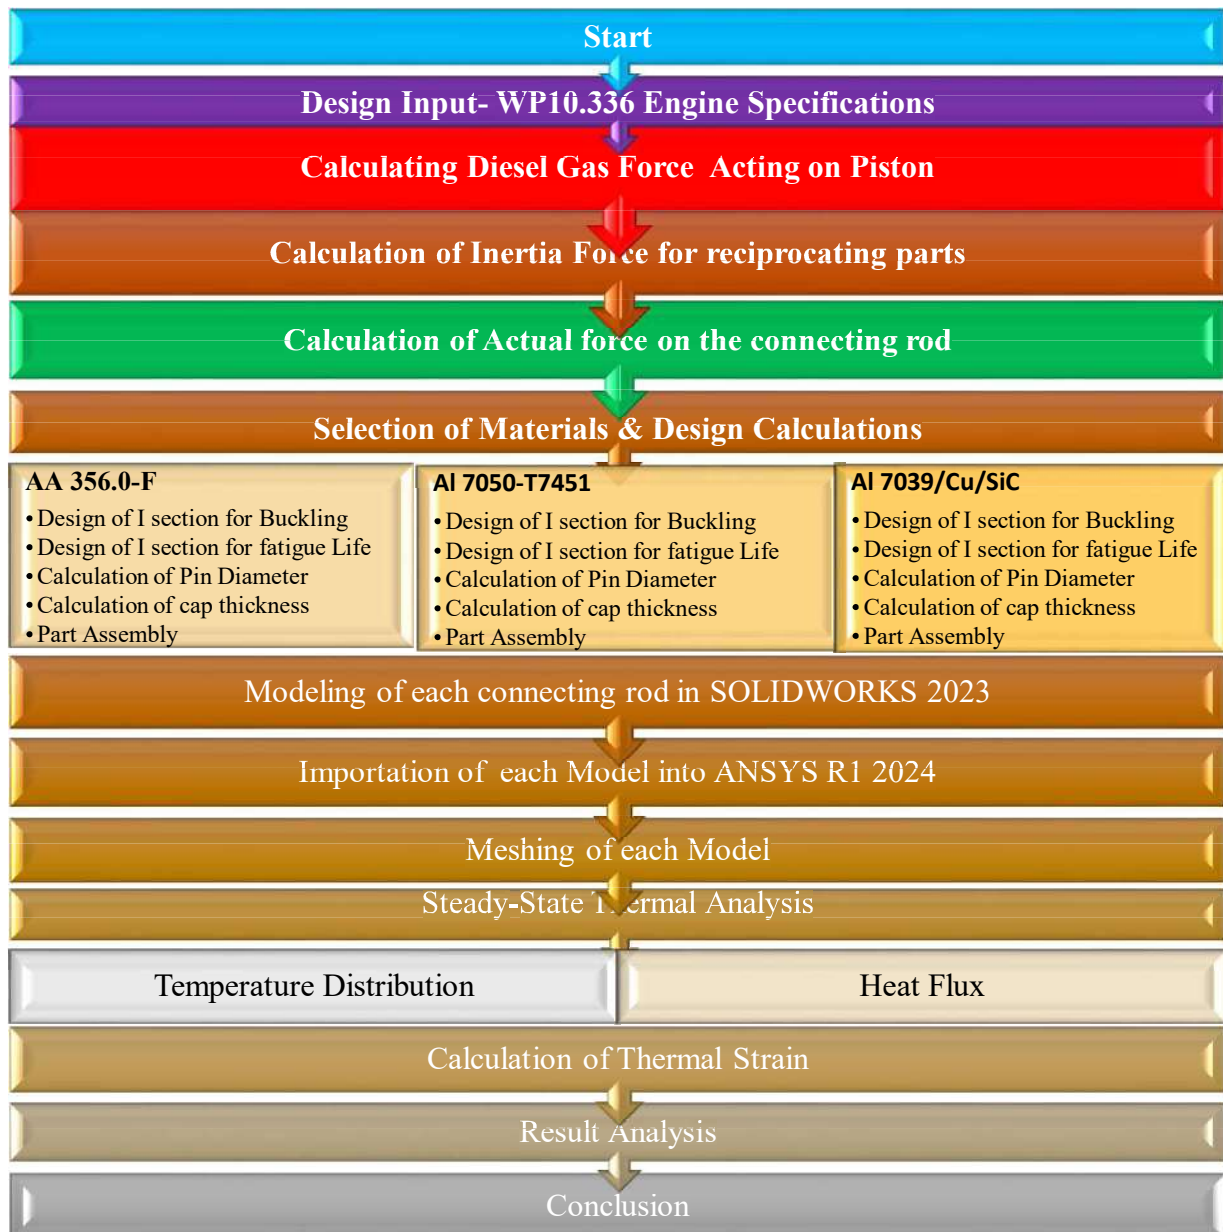 Start
Design Input- WP10.336 Engine Specifications
Calculating Diesel Gas Force Acting on Piston
Calculation of Inertia Force for reciprocating parts
Calculation of Actual force on the connecting rod
Selection of Materials & Design Calculations
AA 356.0-F
• Design of I section for Buckling
• Design of I section for fatigue Life
• Calculation of Pin Diameter
• Calculation of cap thickness
• Part Assembly
Al 7050-T7451
• Design of I section for Buckling
• Design of I section for fatigue Life
• Calculation of Pin Diameter
• Calculation of cap thickness
• Part Assembly
Al 7039/Cu/SiC
• Design of I section for Buckling
• Design of I section for fatigue Life
• Calculation of Pin Diameter
• Calculation of cap thickness
• Part Assembly
Modeling of each connecting rod in SOLIDWORKS 2023
Importation of each Model into ANSYS R1 2024
Meshing of each Model
Steady-State Thermal Analysis
Temperature Distribution
Heat Flux
Calculation of Thermal Strain
Result Analysis
Conclusion